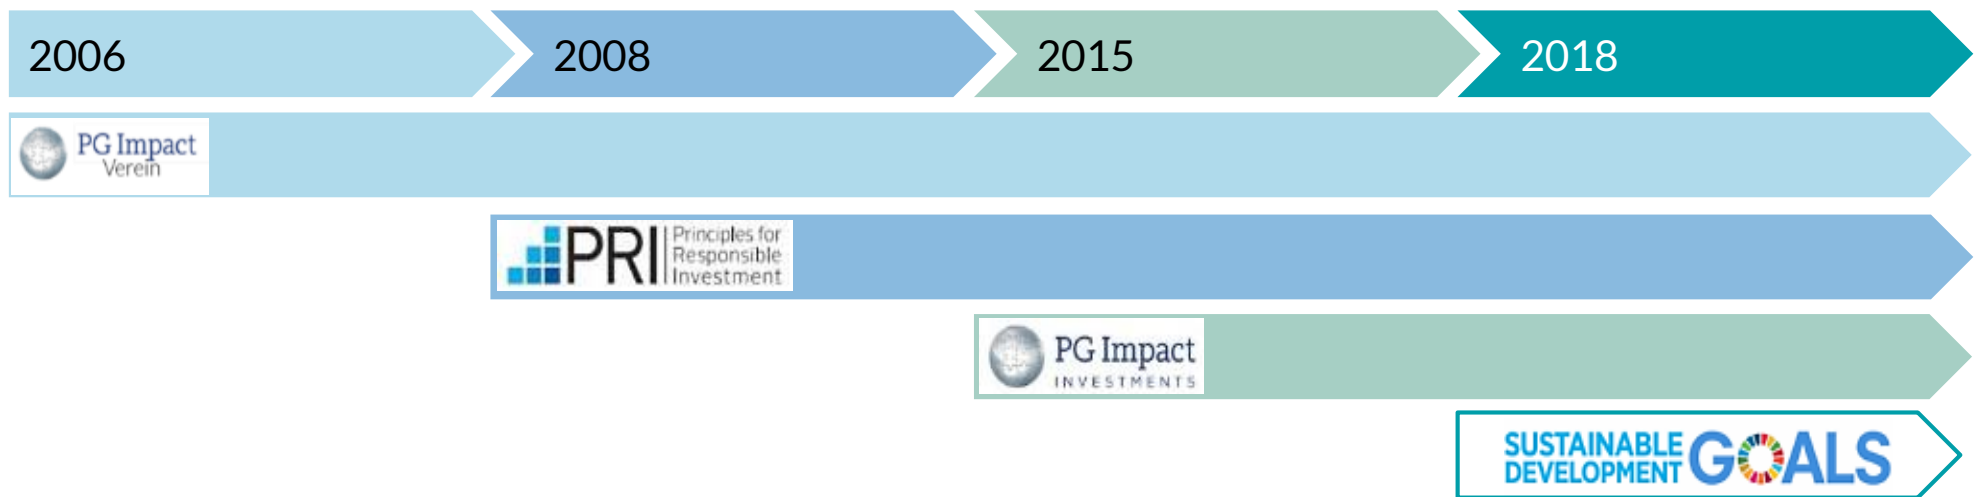 2006
2008
2015
2018
PG Impact
Verein
PRI
Principles for
Responsible
Investment
PG Impact
INVESTMENTS
SUSTAINABLE
DEVELOPMENT
GOALS